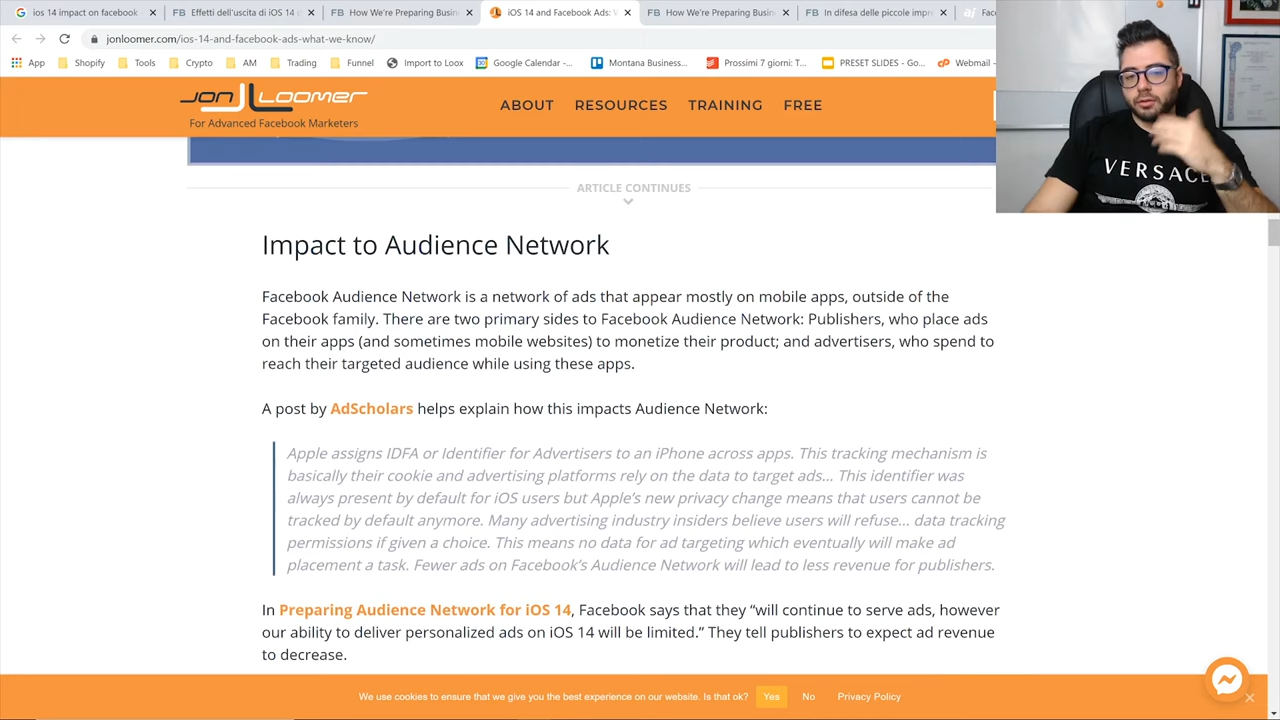 ios 14 impact on facebook
Effetti dell'uscita di iOS 14 c
How We're Preparing Busin
iOS 14 and Facebook Ads: W
How We're Preparing Busin
In difesa delle piccole impre
Fac
jonloomer.com/ios-14-and-facebook-ads-what-we-know/
App
Shopify
Tools
Crypto
AM
Trading
Funnel
Import to Loox
Google Calendar -...
Montana Business...
Prossimi 7 giorni: T...
PRESET SLIDES - Go...
Webmail -
JON LOOMER
For Advanced Facebook Marketers
ABOUT RESOURCES TRAINING FREE
VERSACE
ARTICLE CONTINUES
Impact to Audience Network
Facebook Audience Network is a network of ads that appear mostly on mobile apps, outside of the
Facebook family. There are two primary sides to Facebook Audience Network: Publishers, who place ads
on their apps (and sometimes mobile websites) to monetize their product; and advertisers, who spend to
reach their targeted audience while using these apps.
A post by AdScholars helps explain how this impacts Audience Network:
Apple assigns IDFA or Identifier for Advertisers to an iPhone across apps. This tracking mechanism is
basically their cookie and advertising platforms rely on the data to target ads... This identifier was
always present by default for iOS users but Apple's new privacy change means that users cannot be
tracked by default anymore. Many advertising industry insiders believe users will refuse... data tracking
permissions if given a choice. This means no data for ad targeting which eventually will make ad
placement a task. Fewer ads on Facebook's Audience Network will lead to less revenue for publishers.
In Preparing Audience Network for iOS 14, Facebook says that they “will continue to serve ads, however
our ability to deliver personalized ads on iOS 14 will be limited.” They tell publishers to expect ad revenue
to decrease.
We use cookies to ensure that we give you the best experience on our website. Is that ok? Yes No Privacy Policy